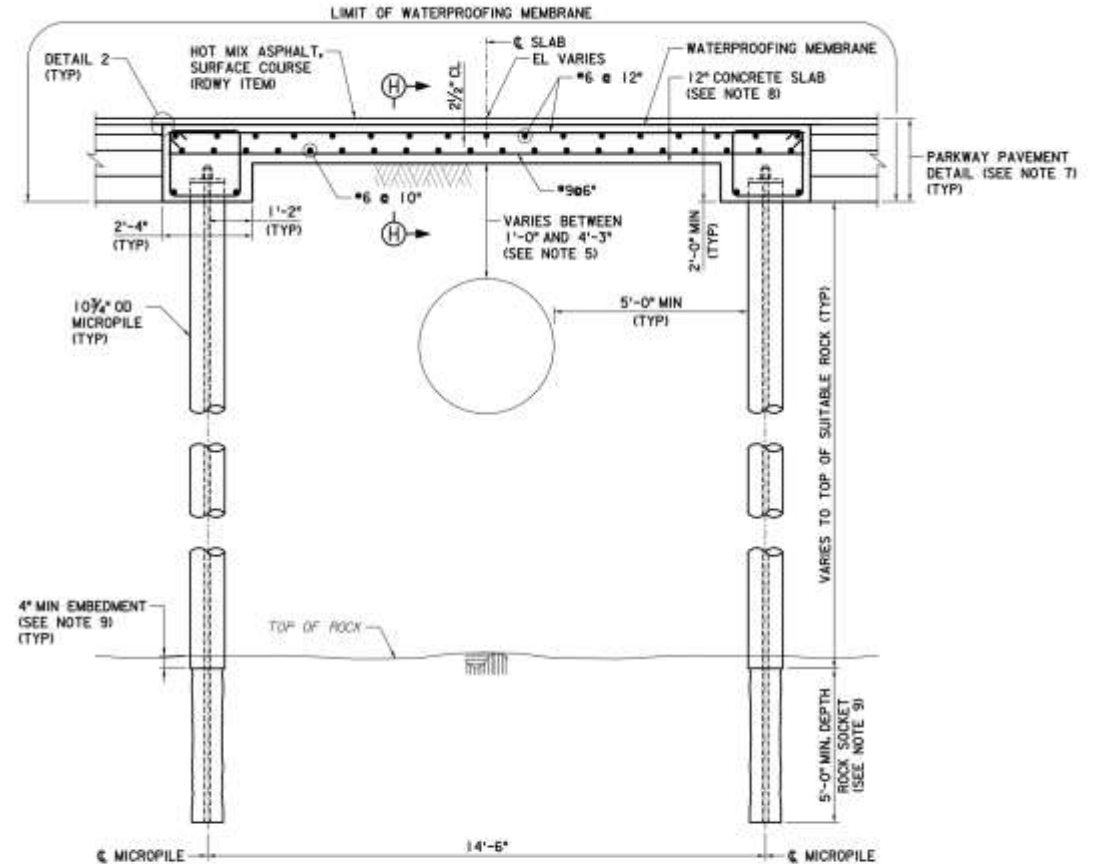 LIMIT OF WATERPROOFING MEMBRANE
DETAIL 2
(TYP)
HOT MIX ASPHALT,
SURFACE COURSE
(RDWY ITEM)
H
2½" CL
℄ SLAB
EL VARIES
#6 @ 12"
WATERPROOFING MEMBRANE
12" CONCRETE SLAB
(SEE NOTE 8)
PARKWAY PAVEMENT
DETAIL (SEE NOTE 7)
(TYP)
#6 @ 10"
#9@6"
1'-2"
(TYP)
2'-4"
(TYP)
H
VARIES BETWEEN
1'-0" AND 4'-3"
(SEE NOTE 5)
2'-0" MIN
(TYP)
10¾" OD
MICROPILE
(TYP)
5'-0" MIN
(TYP)
VARIES TO TOP OF SUITABLE ROCK (TYP)
4" MIN EMBEDMENT
(SEE NOTE 9)
(TYP)
TOP OF ROCK
5'-0" MIN. DEPTH
ROCK SOCKET
(SEE NOTE 9)
℄ MICROPILE
14'-6"
℄ MICROPILE